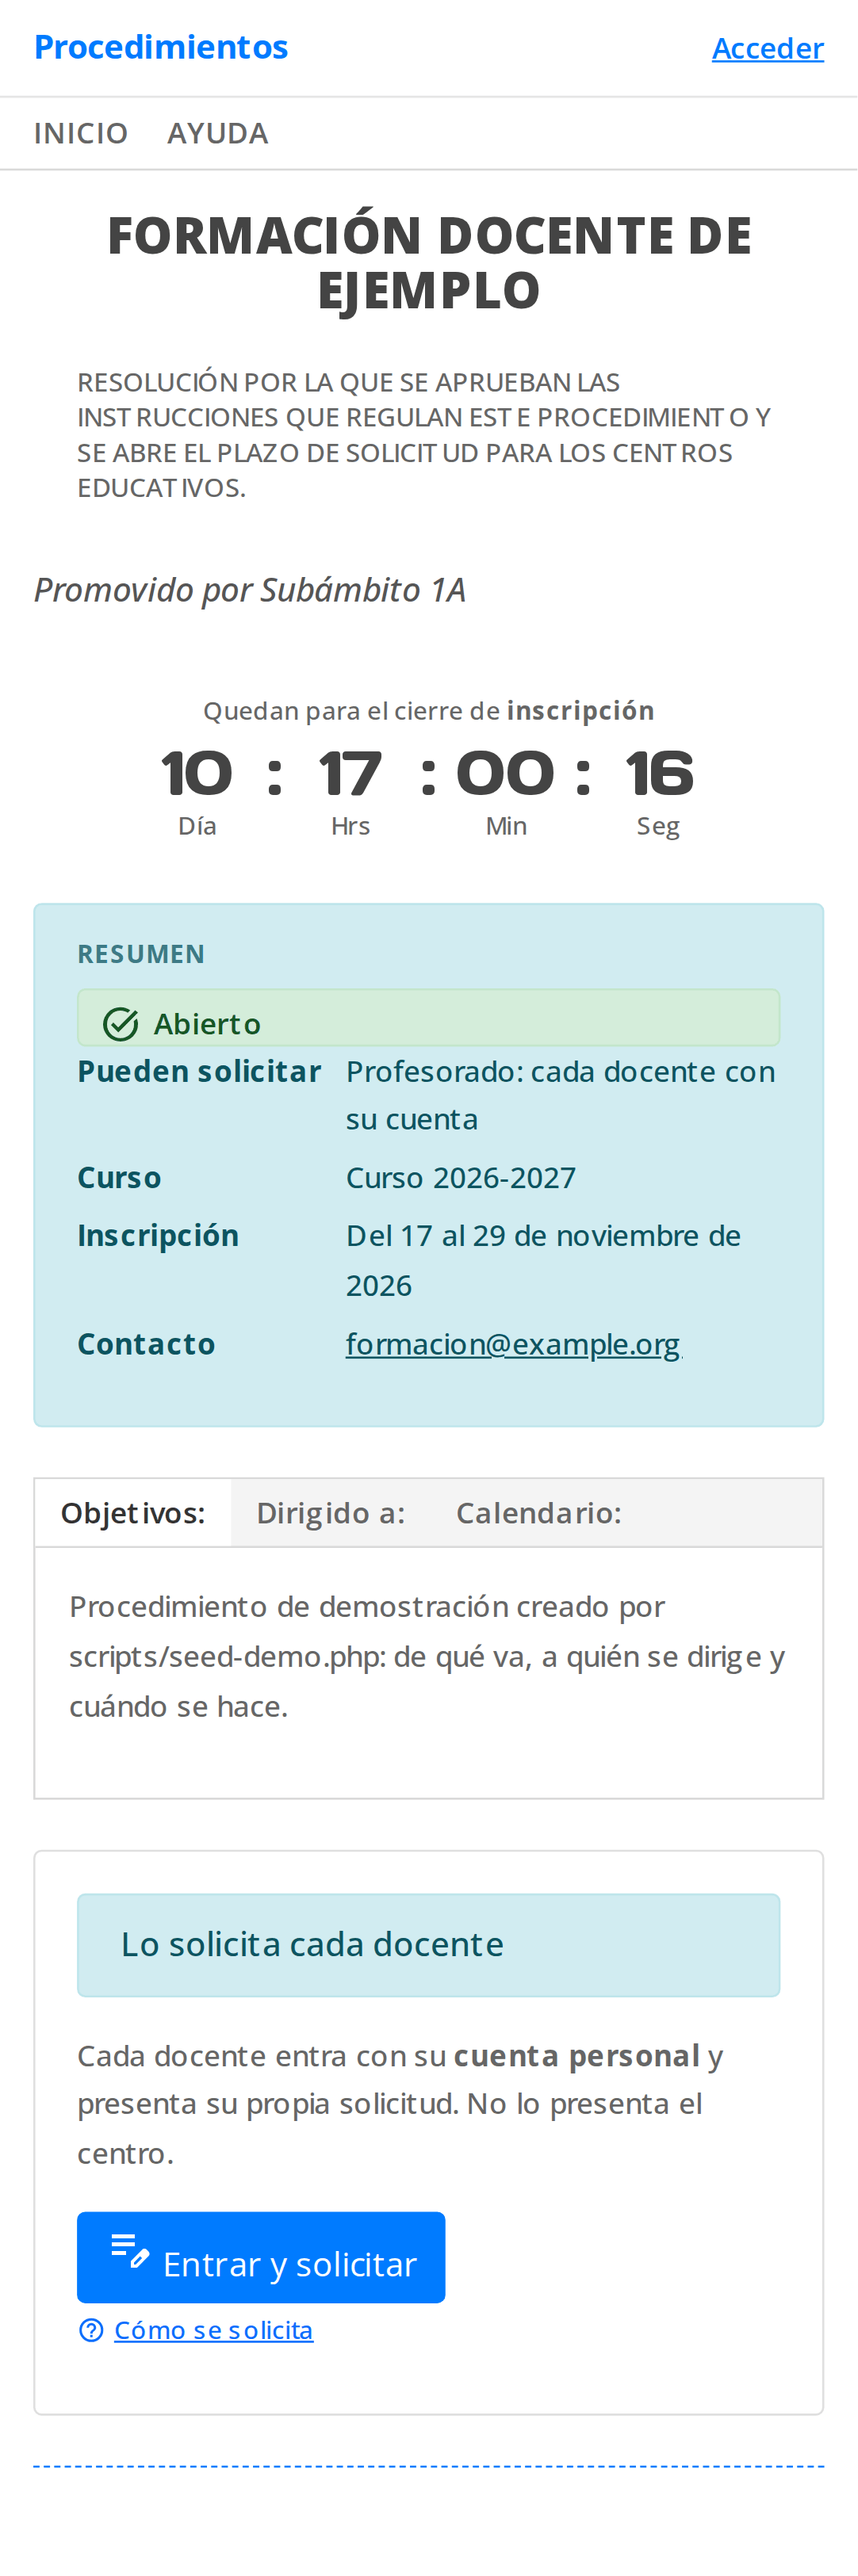 Procedimientos
Acceder
INICIO AYUDA
FORMACIÓN DOCENTE DE
EJEMPLO
RESOLUCIÓN POR LA QUE SE APRUEBAN LAS
INSTRUCCIONES QUE REGULAN ESTE PROCEDIMIENTO Y
SE ABRE EL PLAZO DE SOLICITUD PARA LOS CENTROS
EDUCATIVOS.
Promovido por Subámbito 1A
Quedan para el cierre de inscripción
10 : 17 : 00 : 16
Día Hrs Min Seg
RESUMEN
Abierto
Pueden solicitar Profesorado: cada docente con
su cuenta
Curso Curso 2026-2027
Inscripción Del 17 al 29 de noviembre de
2026
Contacto formacion@example.org
Objetivos: Dirigido a: Calendario:
Procedimiento de demostración creado por
scripts/seed-demo.php: de qué va, a quién se dirige y
cuándo se hace.
Lo solicita cada docente
Cada docente entra con su cuenta personal y
presenta su propia solicitud. No lo presenta el
centro.
Entrar y solicitar
Cómo se solicita